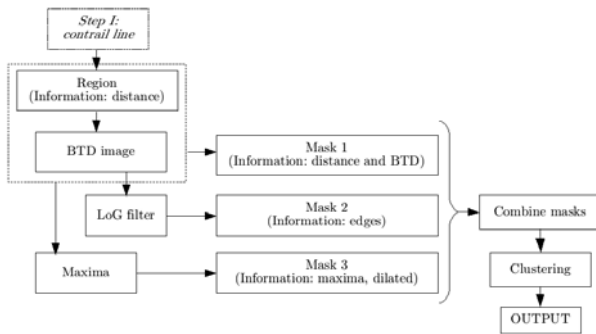 Step I:
contrail line
Region
(Information: distance)
BTD image
Mask 1
(Information: distance and BTD)
LoG filter
Mask 2
(Information: edges)
Maxima
Mask 3
(Information: maxima, dilated)
Combine masks
Clustering
OUTPUT